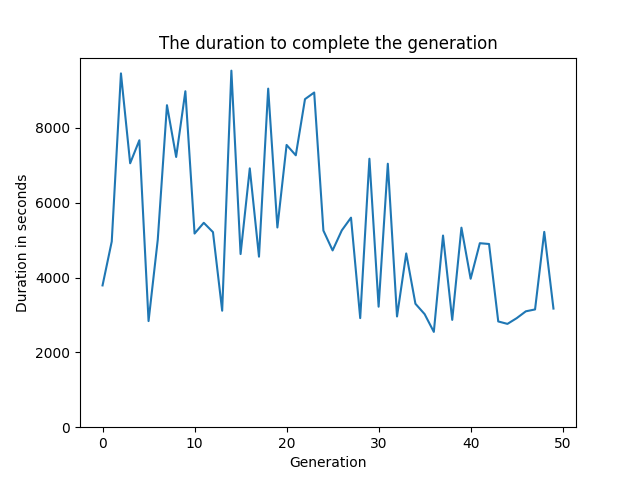 The duration to complete the generation
Duration in seconds
8000
6000
4000
2000
0
0 10 20 30 40 50
Generation